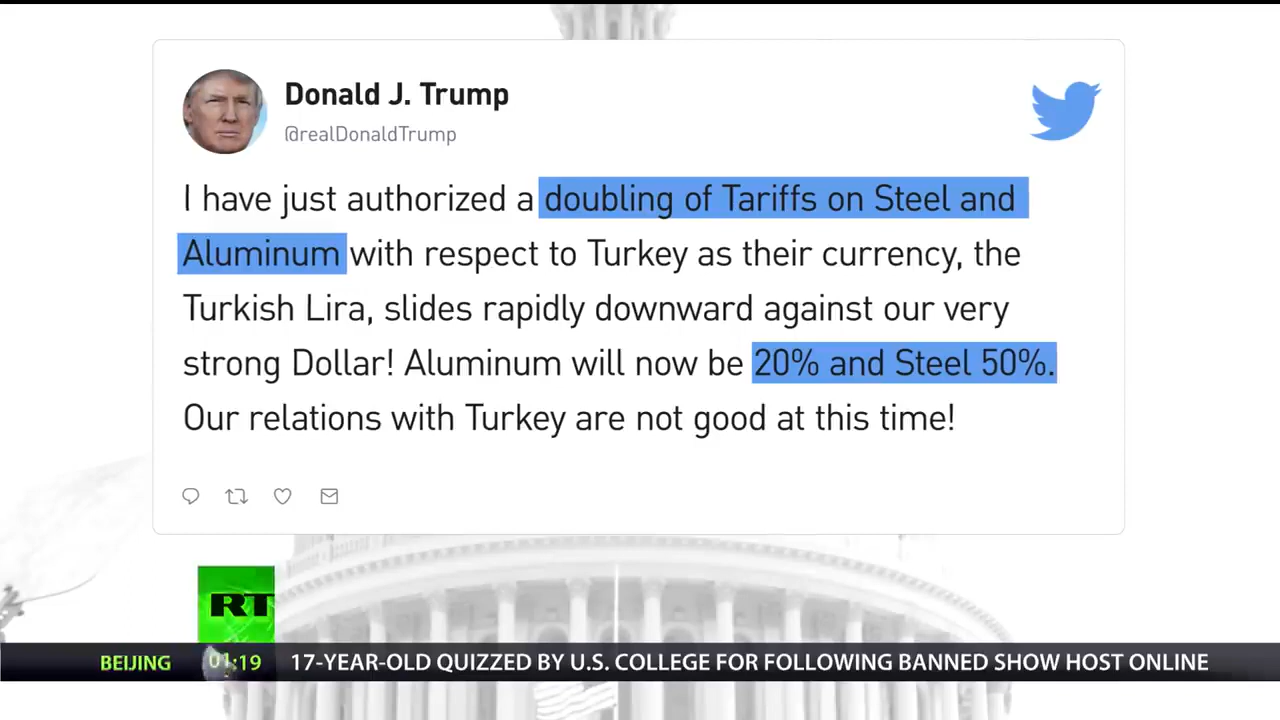 Donald J. Trump
@realDonaldTrump
I have just authorized a doubling of Tariffs on Steel and
Aluminum with respect to Turkey as their currency, the
Turkish Lira, slides rapidly downward against our very
strong Dollar! Aluminum will now be 20% and Steel 50%.
Our relations with Turkey are not good at this time!
RT
BEIJING 01:19 17-YEAR-OLD QUIZZED BY U.S. COLLEGE FOR FOLLOWING BANNED SHOW HOST ONLINE